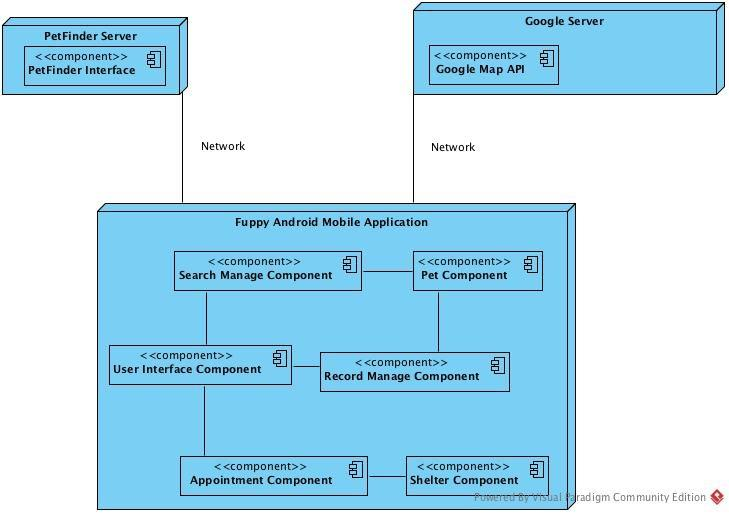 PetFinder Server
<<component>>
PetFinder Interface
Google Server
<<component>>
Google Map API
Network
Network
Fuppy Android Mobile Application
<<component>>
Search Manage Component
<<component>>
Pet Component
<<component>>
User Interface Component
<<component>>
Record Manage Component
<<component>>
Appointment Component
<<component>>
Shelter Component
Powered By Visual Paradigm Community Edition